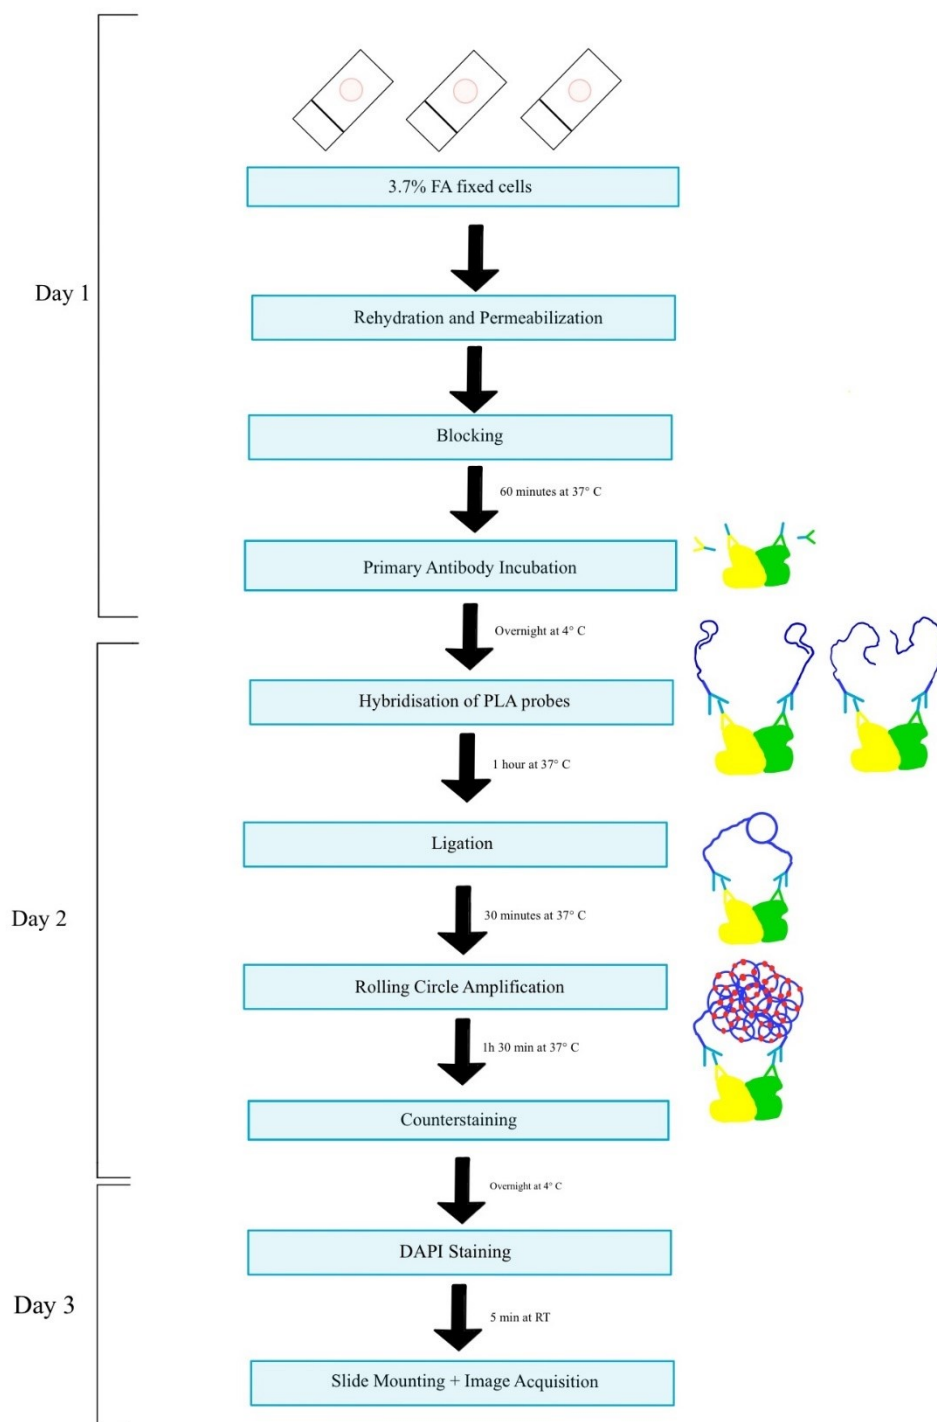 3.7% FA fixed cells
Day 1
Rehydration and Permeabilization
Blocking
60 minutes at 37° C
Primary Antibody Incubation
Overnight at 4° C
Hybridisation of PLA probes
1 hour at 37° C
Ligation
Day 2
30 minutes at 37° C
Rolling Circle Amplification
1h 30 min at 37° C
Counterstaining
Overnight at 4° C
DAPI Staining
Day 3
5 min at RT
Slide Mounting + Image Acquisition